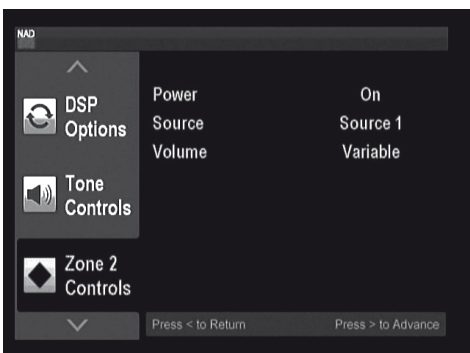 NAD
DSP
Options
Tone
Controls
Zone 2
Controls
Power On
Source Source 1
Volume Variable
Press < to Return Press > to Advance